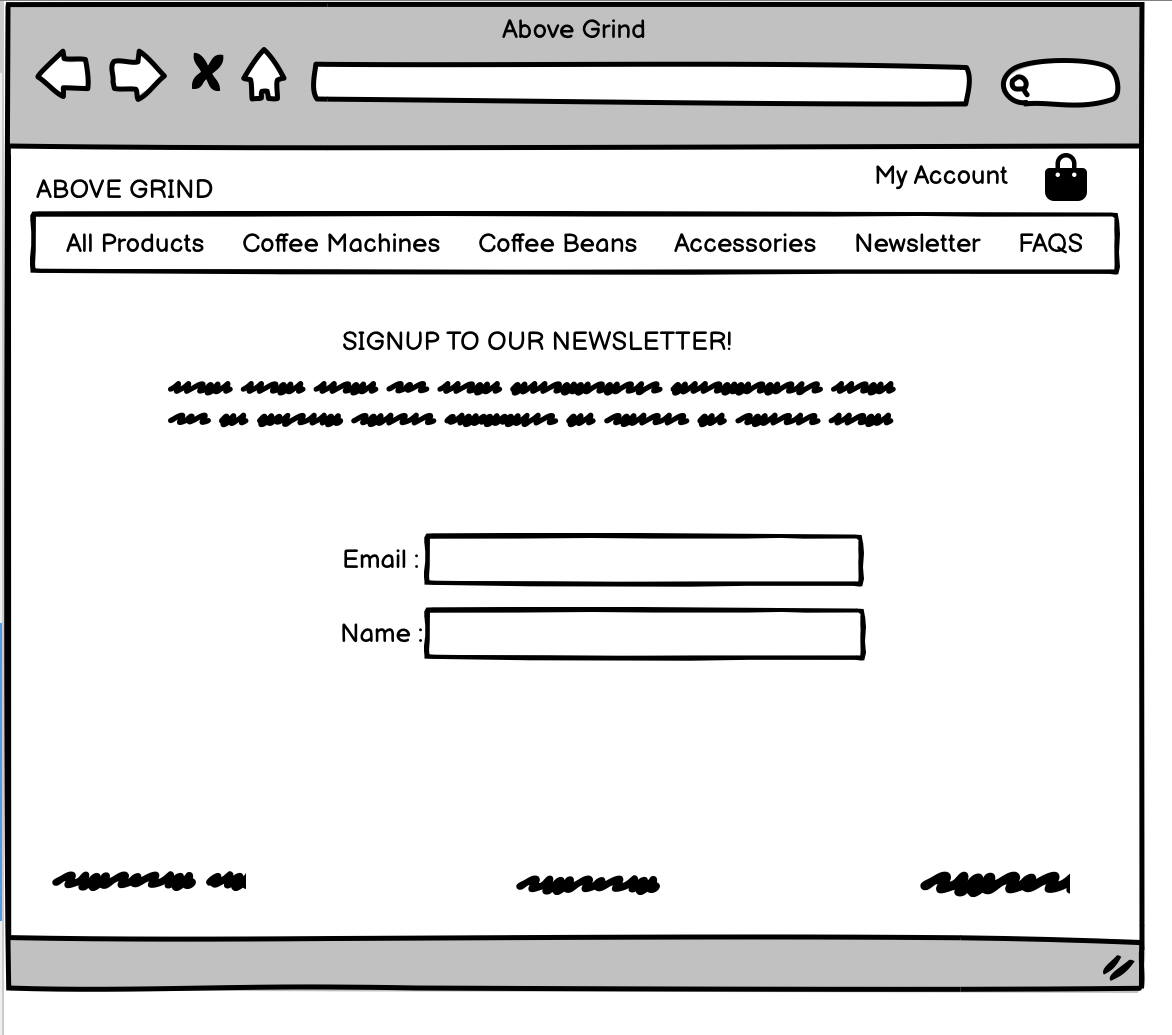 Above Grind
My Account
ABOVE GRIND
All Products Coffee Machines Coffee Beans Accessories Newsletter FAQS
SIGNUP TO OUR NEWSLETTER!
Email :
Name :